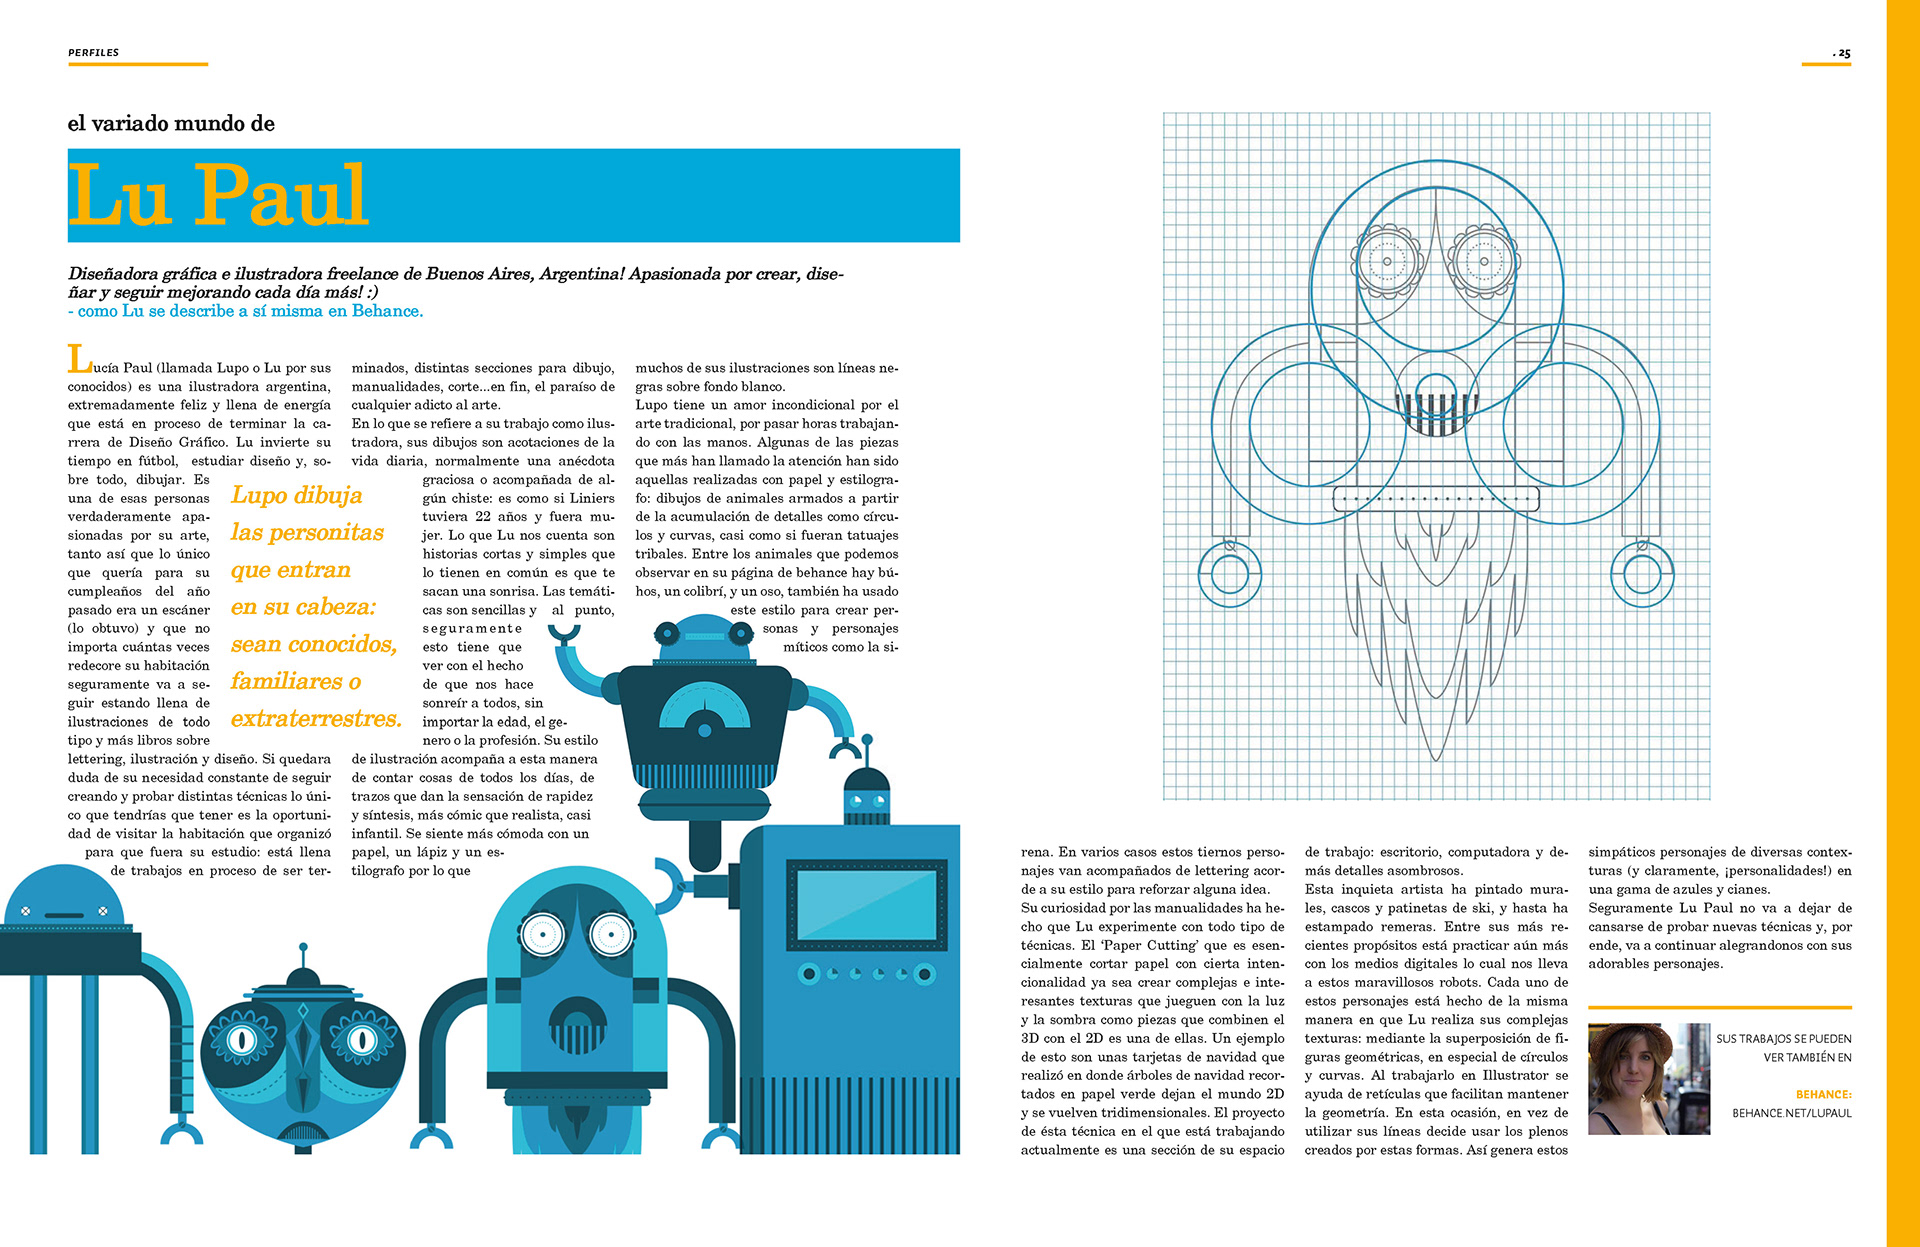 PERFILES
. 25
el variado mundo de
Lu Paul
Diseñadora gráfica e ilustradora freelance de Buenos Aires, Argentina! Apasionada por crear, dise-
ñar y seguir mejorando cada día más! :)
- como Lu se describe a sí misma en Behance.
Lucía Paul (llamada Lupo o Lu por sus
conocidos) es una ilustradora argentina,
extremadamente feliz y llena de energía
que está en proceso de terminar la ca-
rrera de Diseño Gráfico. Lu invierte su
tiempo en fútbol, estudiar diseño y, so-
bre todo, dibujar. Es
una de esas personas
verdaderamente apa-
sionadas por su arte,
tanto así que lo único
que quería para su
cumpleaños del año
pasado era un escáner
(lo obtuvo) y que no
importa cuántas veces
redecore su habitación
seguramente va a se-
guir estando llena de
ilustraciones de todo
tipo y más libros sobre
lettering, ilustración y diseño. Si quedara
duda de su necesidad constante de seguir
creando y probar distintas técnicas lo úni-
co que tendrías que tener es la oportuni-
dad de visitar la habitación que organizó
para que fuera su estudio: está llena
de trabajos en proceso de ser ter-
Lupo dibuja
las personitas
que entran
en su cabeza:
sean conocidos,
familiares o
extraterrestres.
minados, distintas secciones para dibujo,
manualidades, corte...en fin, el paraíso de
cualquier adicto al arte.
En lo que se refiere a su trabajo como ilus-
tradora, sus dibujos son acotaciones de la
vida diaria, normalmente una anécdota
graciosa o acompañada de al-
gún chiste: es como si Liniers
tuviera 22 años y fuera mu-
jer. Lo que Lu nos cuenta son
historias cortas y simples que
lo tienen en común es que te
sacan una sonrisa. Las temáti-
cas son sencillas y al punto,
seguramente
esto tiene que
ver con el hecho
de que nos hace
sonreír a todos, sin
importar la edad, el ge-
nero o la profesión. Su estilo
de ilustración acompaña a esta manera
de contar cosas de todos los días, de
trazos que dan la sensación de rapidez
y síntesis, más cómic que realista, casi
infantil. Se siente más cómoda con un
papel, un lápiz y un es-
tilografo por lo que
muchos de sus ilustraciones son líneas ne-
gras sobre fondo blanco.
Lupo tiene un amor incondicional por el
arte tradicional, por pasar horas trabajan-
do con las manos. Algunas de las piezas
que más han llamado la atención han sido
aquellas realizadas con papel y estilogra-
fo: dibujos de animales armados a partir
de la acumulación de detalles como círcu-
los y curvas, casi como si fueran tatuajes
tribales. Entre los animales que podemos
observar en su página de behance hay bú-
hos, un colibrí, y un oso, también ha usado
este estilo para crear per-
sonas y personajes
míticos como la si-
rena. En varios casos estos tiernos perso-
najes van acompañados de lettering acor-
de a su estilo para reforzar alguna idea.
Su curiosidad por las manualidades ha he-
cho que Lu experimente con todo tipo de
técnicas. El ‘Paper Cutting’ que es esen-
cialmente cortar papel con cierta inten-
cionalidad ya sea crear complejas e inte-
resantes texturas que jueguen con la luz
y la sombra como piezas que combinen el
3D con el 2D es una de ellas. Un ejemplo
de esto son unas tarjetas de navidad que
realizó en donde árboles de navidad recor-
tados en papel verde dejan el mundo 2D
y se vuelven tridimensionales. El proyecto
de ésta técnica en el que está trabajando
actualmente es una sección de su espacio
de trabajo: escritorio, computadora y de-
más detalles asombrosos.
Esta inquieta artista ha pintado mura-
les, cascos y patinetas de ski, y hasta ha
estampado remeras. Entre sus más re-
cientes propósitos está practicar aún más
con los medios digitales lo cual nos lleva
a estos maravillosos robots. Cada uno de
estos personajes está hecho de la misma
manera en que Lu realiza sus complejas
texturas: mediante la superposición de fi-
guras geométricas, en especial de círculos
y curvas. Al trabajarlo en Illustrator se
ayuda de retículas que facilitan mantener
la geometría. En esta ocasión, en vez de
utilizar sus líneas decide usar los plenos
creados por estas formas. Así genera estos
simpáticos personajes de diversas contex-
turas (y claramente, ¡personalidades!) en
una gama de azules y cianes.
Seguramente Lu Paul no va a dejar de
cansarse de probar nuevas técnicas y, por
ende, va a continuar alegrandonos con sus
adorables personajes.
SUS TRABAJOS SE PUEDEN
VER TAMBIÉN EN
BEHANCE:
BEHANCE.NET/LUPAUL